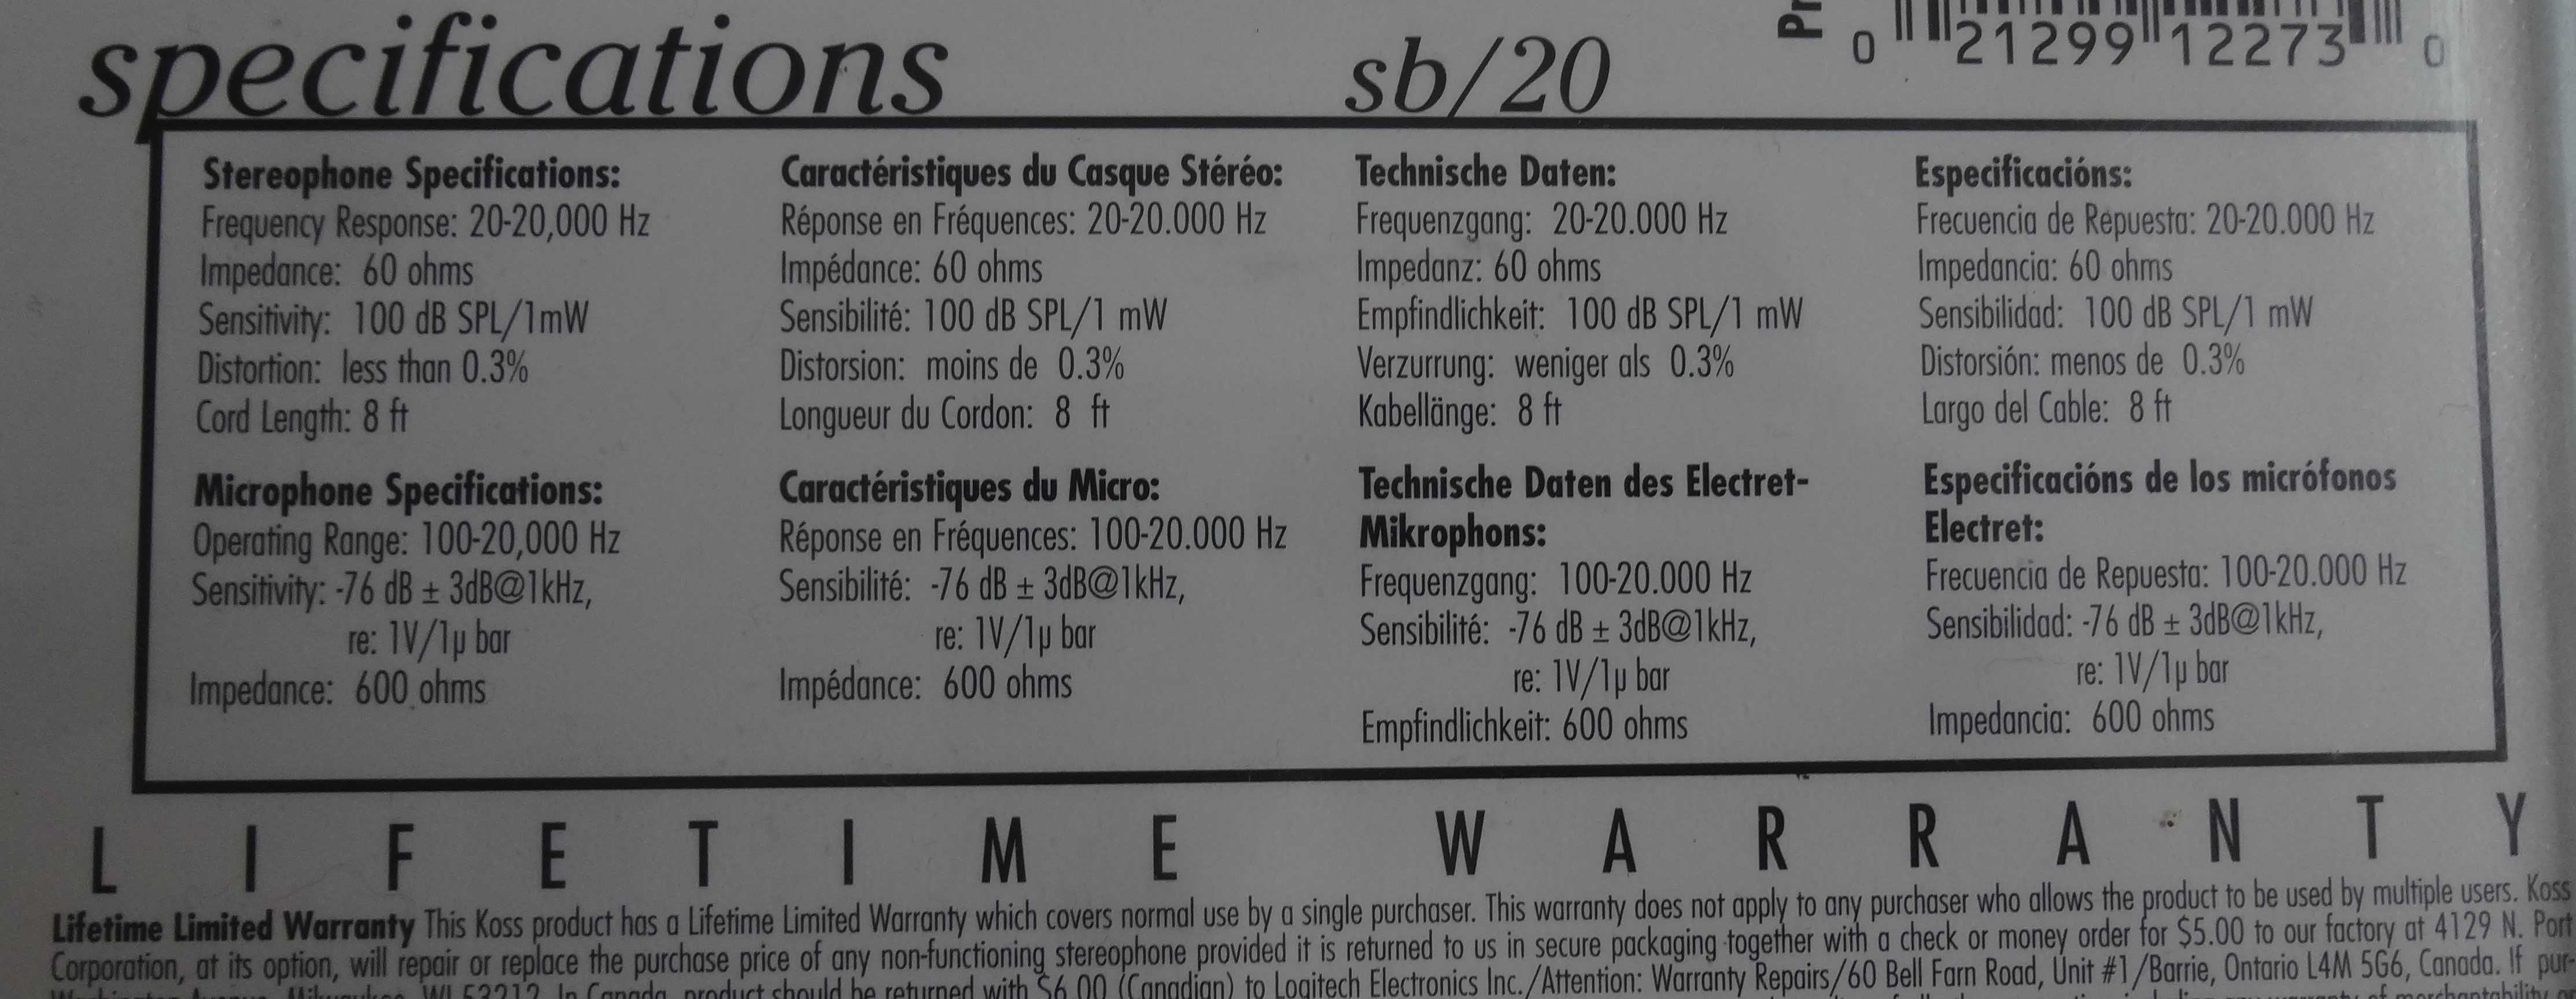 specifications
sb/20
Pr
0 21299 12273 0
Stereophone Specifications:
Frequency Response: 20-20,000 Hz
Impedance: 60 ohms
Sensitivity: 100 dB SPL/1mW
Distortion: less than 0.3%
Cord Length: 8 ft
Microphone Specifications:
Operating Range: 100-20,000 Hz
Sensitivity: -76 dB ± 3dB@1kHz,
re: 1V/1µ bar
Impedance: 600 ohms
Caractéristiques du Casque Stéréo:
Réponse en Fréquences: 20-20.000 Hz
Impédance: 60 ohms
Sensibilité: 100 dB SPL/1 mW
Distorsion: moins de 0.3%
Longueur du Cordon: 8 ft
Caractéristiques du Micro:
Réponse en Fréquences: 100-20.000 Hz
Sensibilité: -76 dB ± 3dB@1kHz,
re: 1V/1µ bar
Impédance: 600 ohms
Technische Daten:
Frequenzgang: 20-20.000 Hz
Impedanz: 60 ohms
Empfindlichkeit: 100 dB SPL/1 mW
Verzurrung: weniger als 0.3%
Kabellänge: 8 ft
Technische Daten des Electret-
Mikrophons:
Frequenzgang: 100-20.000 Hz
Sensibilité: -76 dB ± 3dB@1kHz,
re: 1V/1µ bar
Empfindlichkeit: 600 ohms
Especificacións:
Frecuencia de Repuesta: 20-20.000 Hz
Impedancia: 60 ohms
Sensibilidad: 100 dB SPL/1 mW
Distorsión: menos de 0.3%
Largo del Cable: 8 ft
Especificacións de los micrófonos
Electret:
Frecuencia de Repuesta: 100-20.000 Hz
Sensibilidad: -76 dB ± 3dB@1kHz,
re: 1V/1µ bar
Impedancia: 600 ohms
LIFETIME WARRANTY
Lifetime Limited Warranty This Koss product has a Lifetime Limited Warranty which covers normal use by a single purchaser. This warranty does not apply to any purchaser who allows the product to be used by multiple users. Koss
Corporation, at its option, will repair or replace the purchase price of any non-functioning stereophone provided it is returned to us in secure packaging together with a check or money order for $5.00 to our factory at 4129 N. Port
Washington Avenue, Milwaukee, WI 53212. In Canada, product should be returned with $6.00 (Canadian) to Logitech Electronics Inc./Attention: Warranty Repairs/60 Bell Farn Road, Unit #1/Barrie, Ontario L4M 5G6, Canada. If pur-